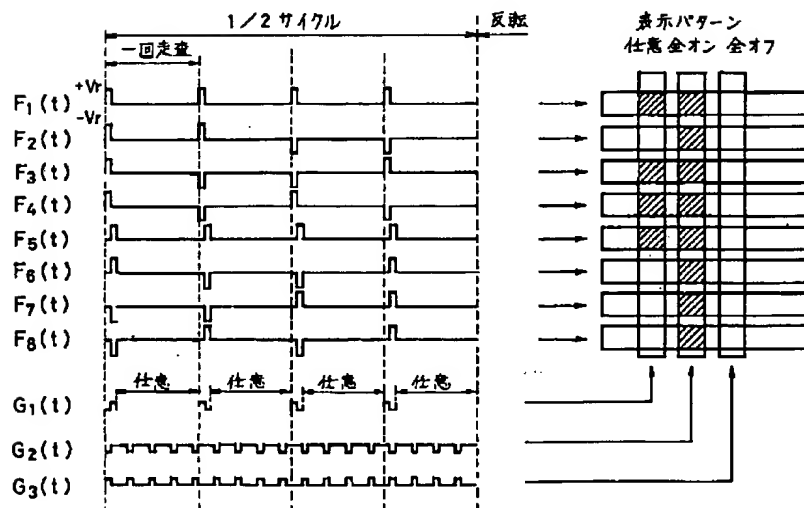 1/2サイクル
反転
一回走査
表示パターン
任意 全オン 全オフ
F₁(t)
+Vr
-Vr
F₂(t)
F₃(t)
F₄(t)
F₅(t)
F₆(t)
F₇(t)
F₈(t)
任意
任意
任意
任意
G₁(t)
G₂(t)
G₃(t)